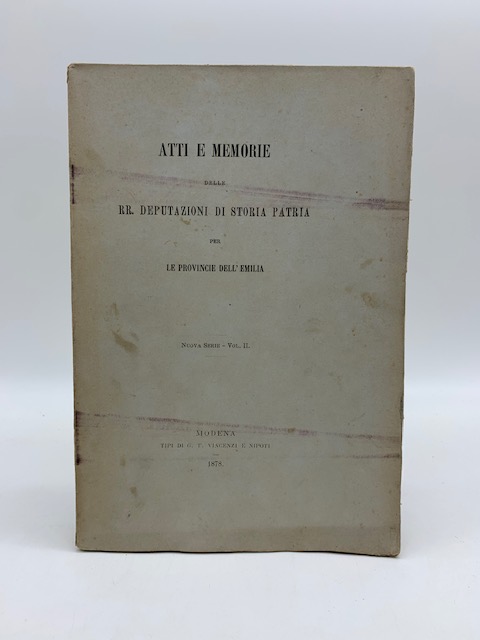 ATTI E MEMORIE
DELLE
RR. DEPUTAZIONI DI STORIA PATRIA
PER
LE PROVINCIE DELL'EMILIA
NUOVA SERIE - VOL. II.
MODENA
TIPI DI G. T. VINCENZI E NIPOTI
1878.